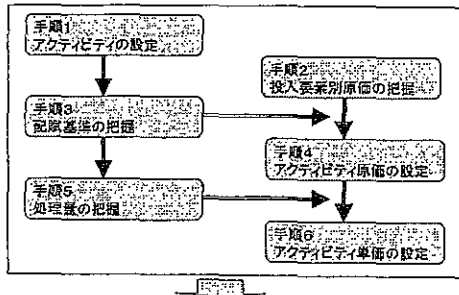 手順1
アクティビティの設定
手順2
投入要素別原価の把握
手順3
配賦基準の把握
手順4
アクティビティ原価の設定
手順5
処理量の把握
手順6
アクティビティ単価の設定